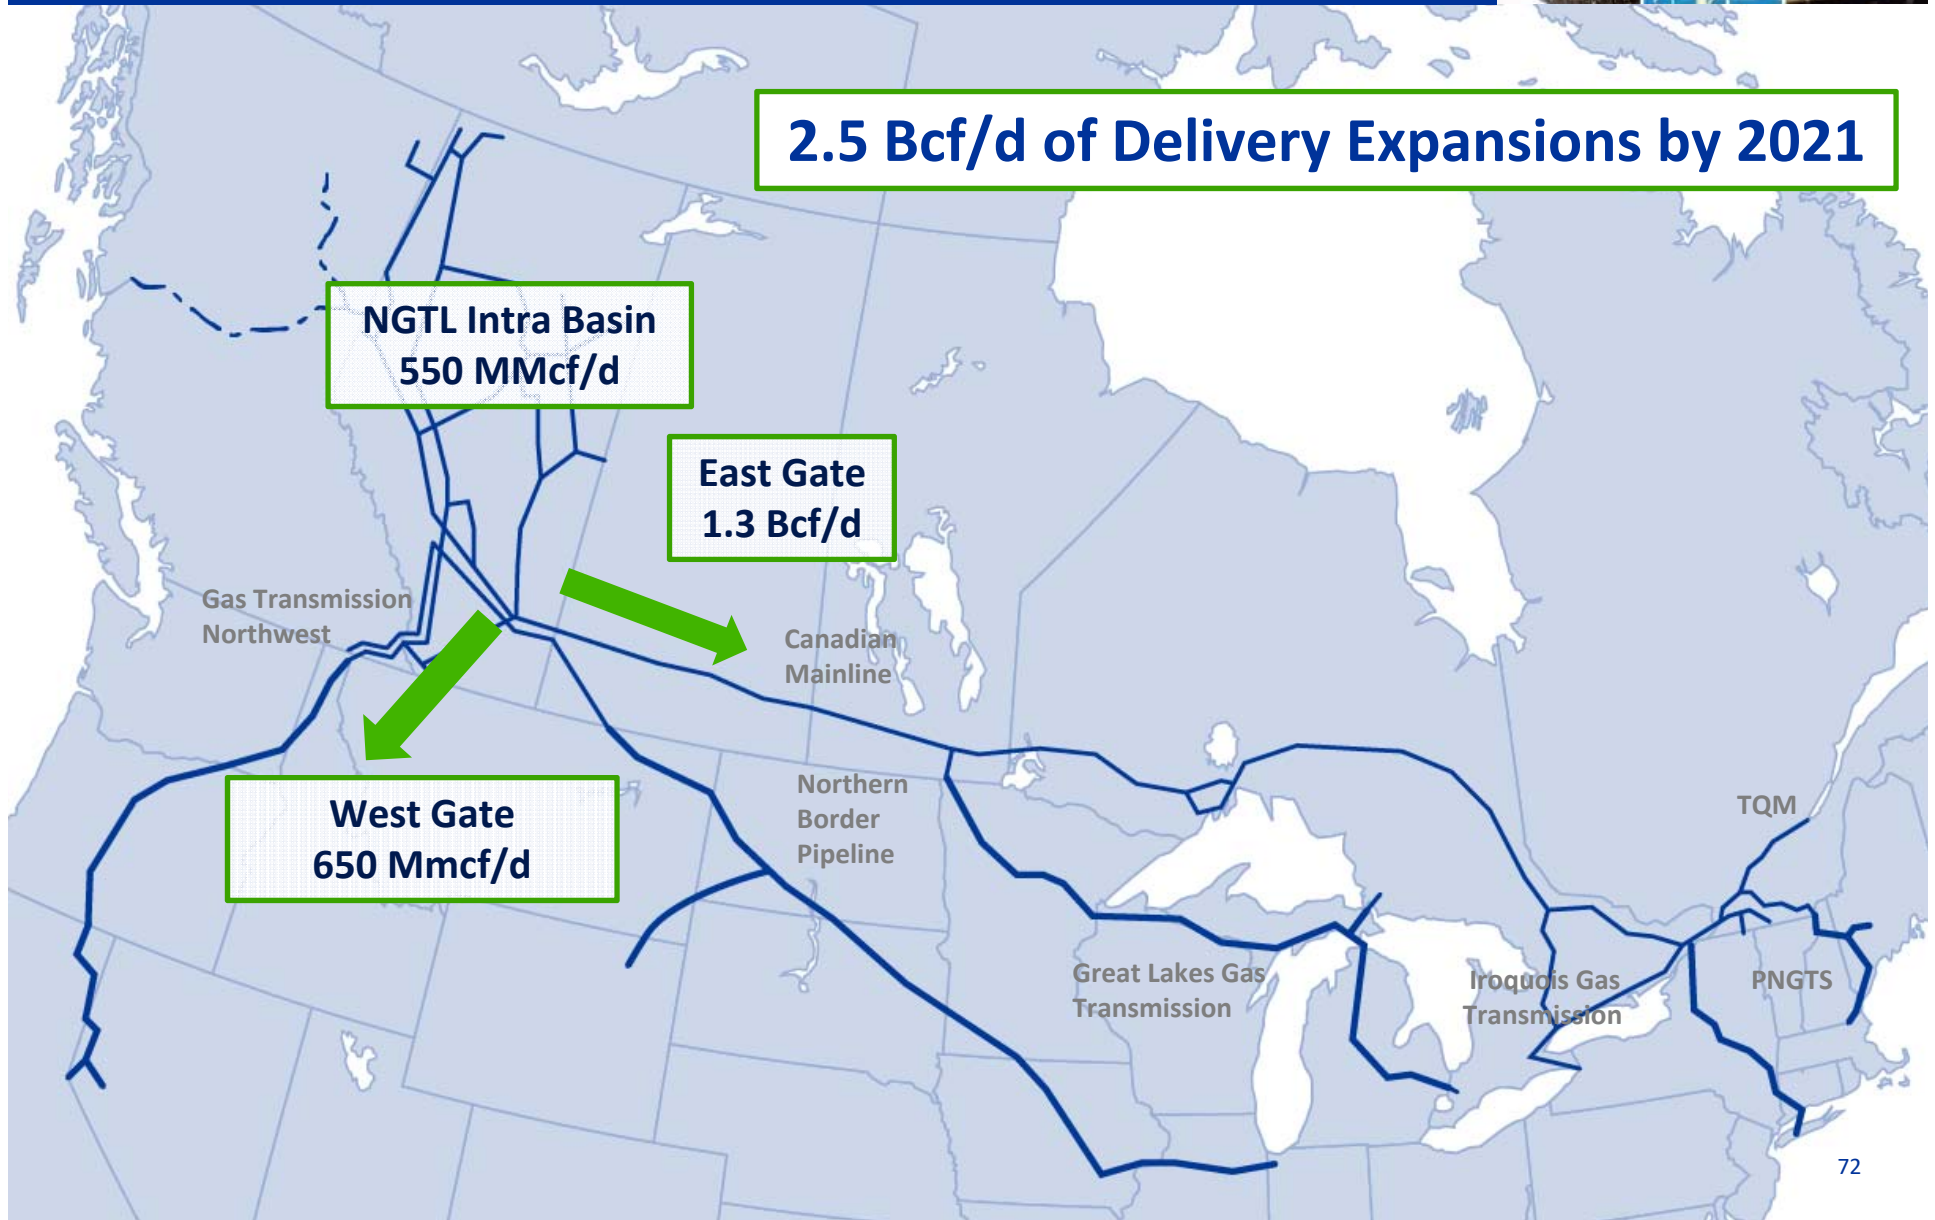 2.5 Bcf/d of Delivery Expansions by 2021
NGTL Intra Basin
550 MMcf/d
East Gate
1.3 Bcf/d
Gas Transmission
Northwest
Canadian
Mainline
West Gate
650 Mmcf/d
Northern
Border
Pipeline
TQM
Great Lakes Gas
Transmission
Iroquois Gas
Transmission
PNGTS
72